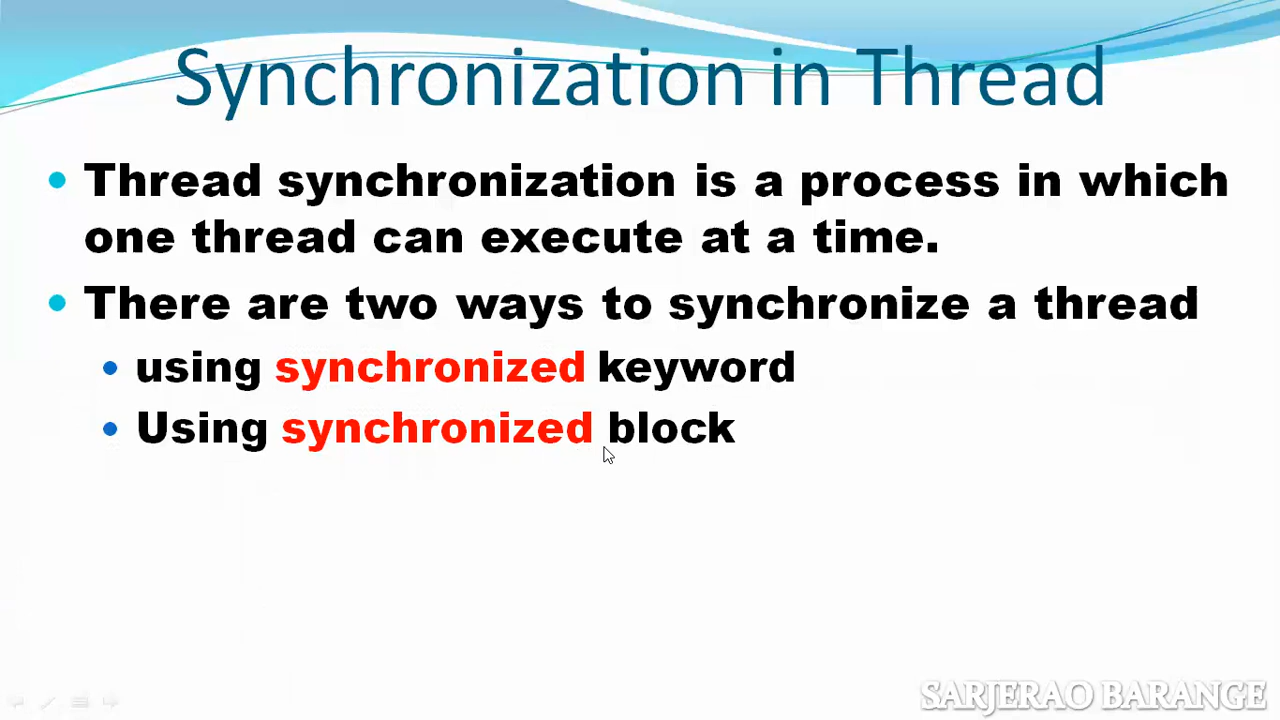 Synchronization in Thread
Thread synchronization is a process in which
one thread can execute at a time.
There are two ways to synchronize a thread
using synchronized keyword
Using synchronized block
SARJERAO BARANGE